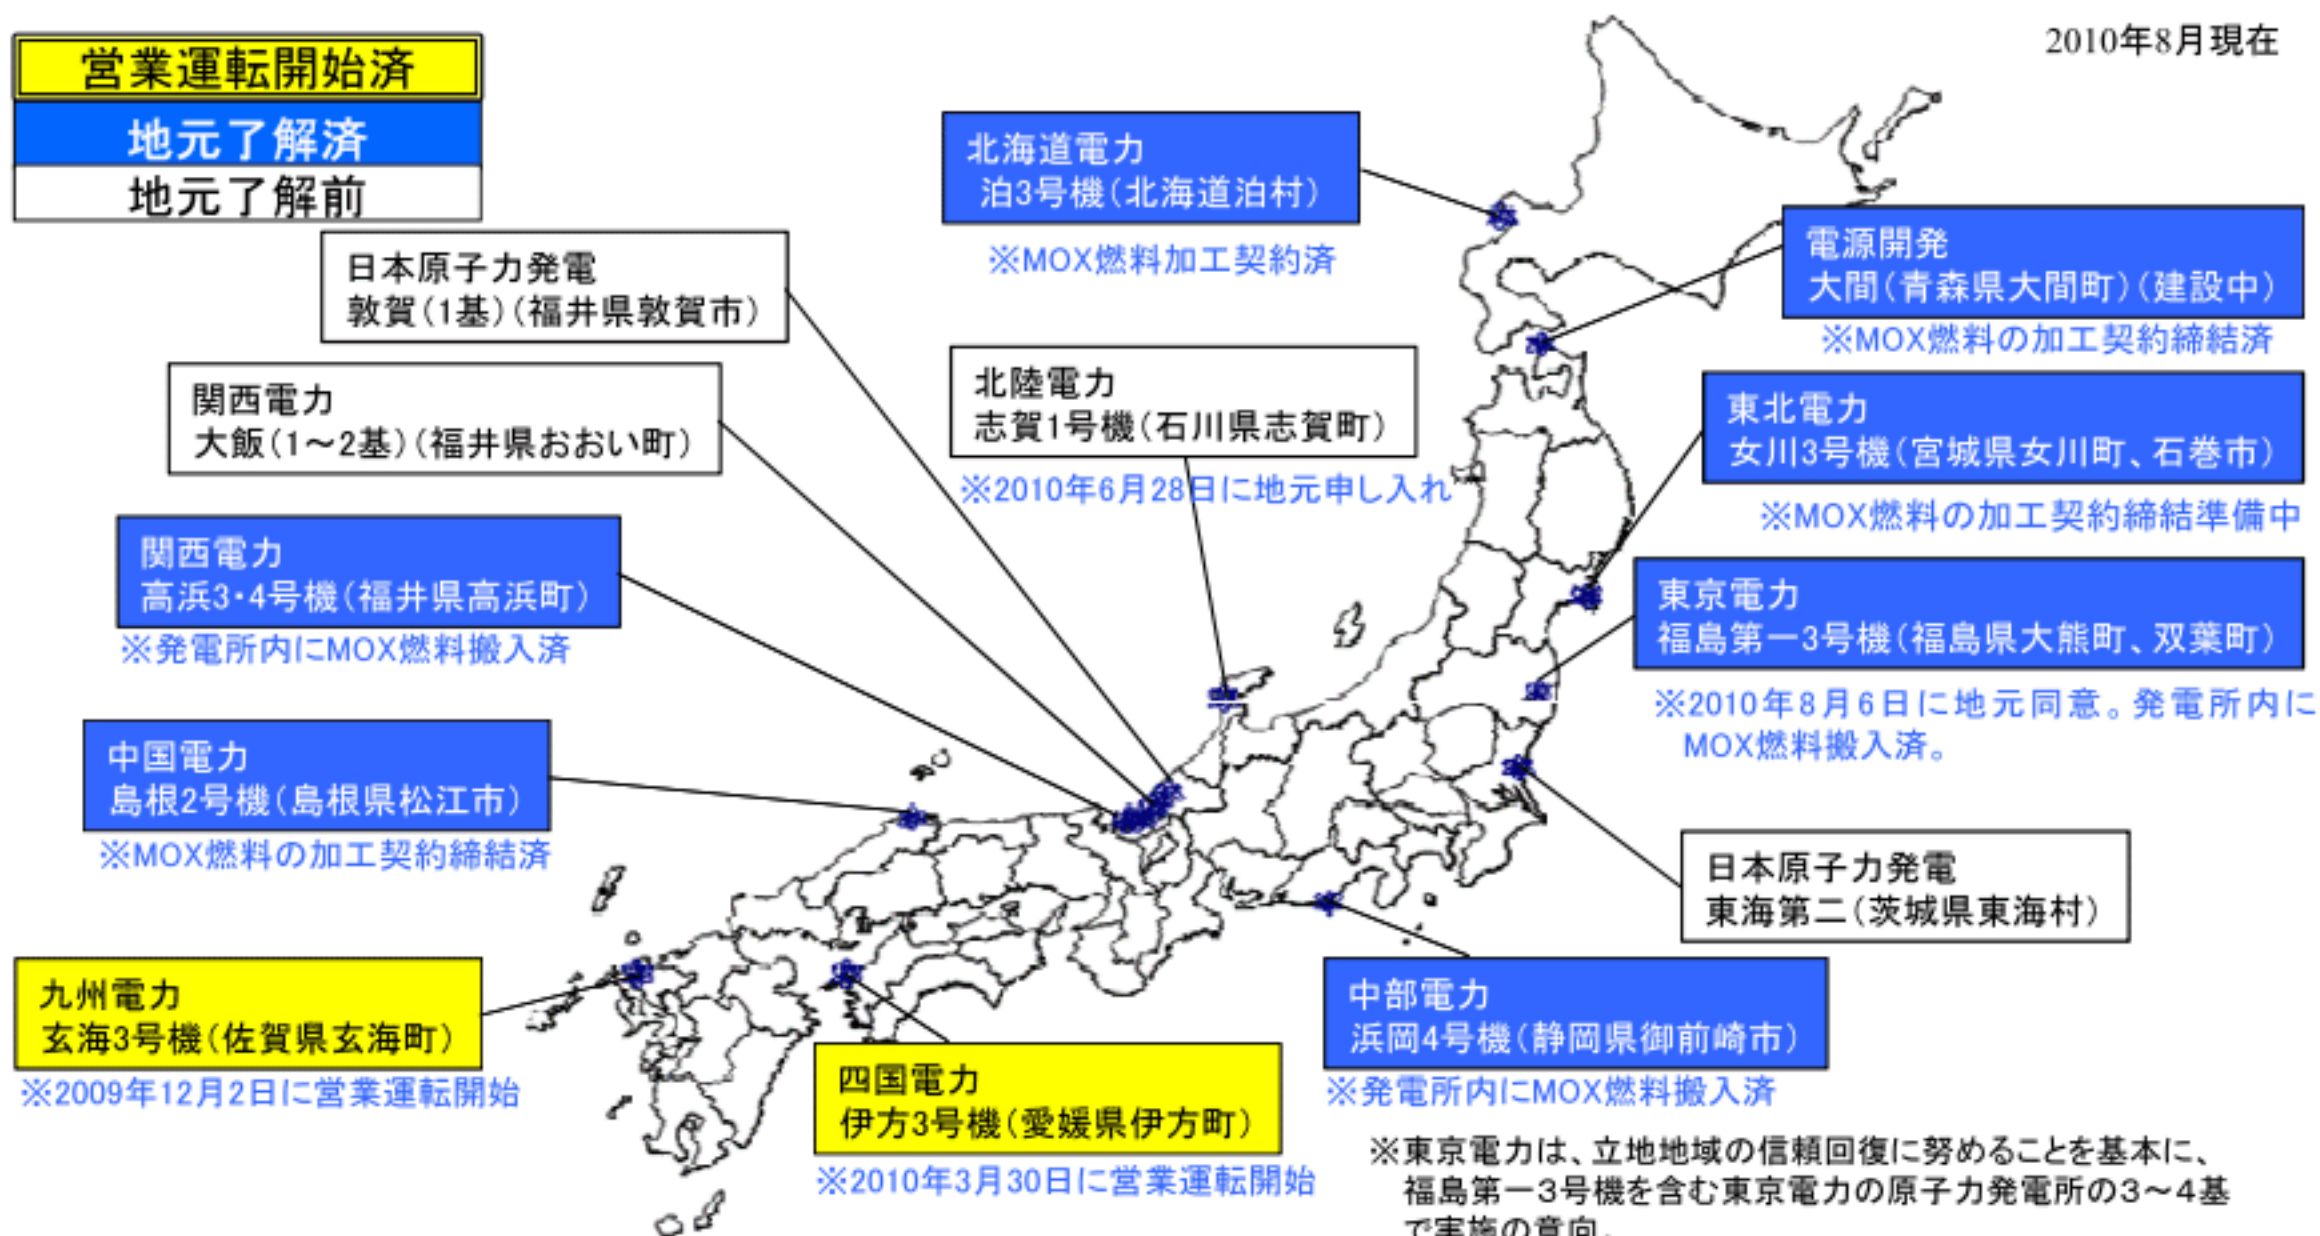 2010年8月現在
営業運転開始済
地元了解済
地元了解前
北海道電力
泊3号機(北海道泊村)
※MOX燃料加工契約済
電源開発
大間(青森県大間町)(建設中)
※MOX燃料の加工契約締結済
日本原子力発電
敦賀(1基)(福井県敦賀市)
関西電力
大飯(1～2基)(福井県おおい町)
北陸電力
志賀1号機(石川県志賀町)
※2010年6月28日に地元申し入れ
東北電力
女川3号機(宮城県女川町、石巻市)
※MOX燃料の加工契約締結準備中
関西電力
高浜3・4号機(福井県高浜町)
※発電所内にMOX燃料搬入済
東京電力
福島第一3号機(福島県大熊町、双葉町)
※2010年8月6日に地元同意。発電所内に
MOX燃料搬入済。
中国電力
島根2号機(島根県松江市)
※MOX燃料の加工契約締結済
日本原子力発電
東海第二(茨城県東海村)
九州電力
玄海3号機(佐賀県玄海町)
※2009年12月2日に営業運転開始
四国電力
伊方3号機(愛媛県伊方町)
※2010年3月30日に営業運転開始
中部電力
浜岡4号機(静岡県御前崎市)
※発電所内にMOX燃料搬入済
※東京電力は、立地地域の信頼回復に努めることを基本に、
福島第一３号機を含む東京電力の原子力発電所の３～４基
で実施の意向。